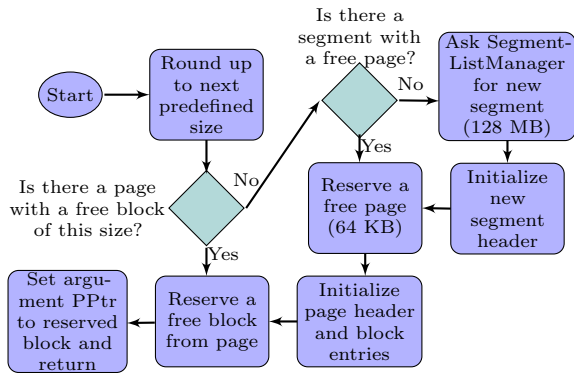 Start
Round up
to next
predefined
size
Is there a page
with a free block
of this size?
No
Yes
Is there a
segment with
a free page?
No
Yes
Ask Segment-
ListManager
for new
segment
(128 MB)
Initialize
new
segment
header
Reserve a
free page
(64 KB)
Initialize
page header
and block
entries
Reserve a
free block
from page
Set argu-
ment PPtr
to reserved
block and
return